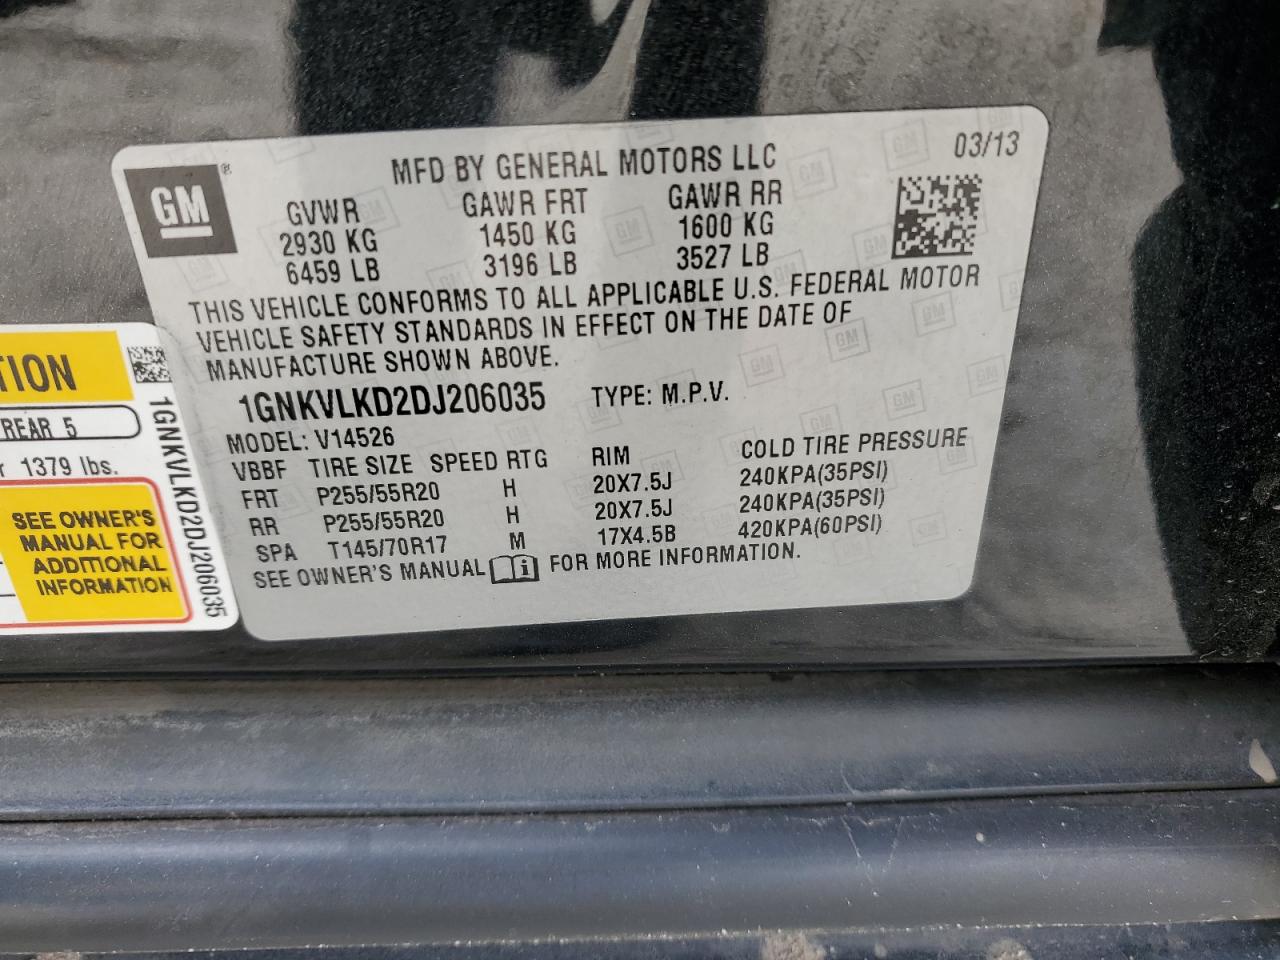 GM ®
MFD BY GENERAL MOTORS LLC
03/13
GVWR GAWR FRT GAWR RR
2930 KG 1450 KG 1600 KG
6459 LB 3196 LB 3527 LB
THIS VEHICLE CONFORMS TO ALL APPLICABLE U.S. FEDERAL MOTOR
VEHICLE SAFETY STANDARDS IN EFFECT ON THE DATE OF
MANUFACTURE SHOWN ABOVE.
1GNKVLKD2DJ206035 TYPE: M.P.V.
MODEL: V14526
VBBF TIRE SIZE SPEED RTG RIM COLD TIRE PRESSURE
FRT P255/55R20 H 20X7.5J 240KPA(35PSI)
RR P255/55R20 H 20X7.5J 240KPA(35PSI)
SPA T145/70R17 M 17X4.5B 420KPA(60PSI)
SEE OWNER'S MANUAL i FOR MORE INFORMATION.
REAR 5
1379 lbs.
SEE OWNER'S
MANUAL FOR
ADDITIONAL
INFORMATION
1GNKVLKD2DJ206035